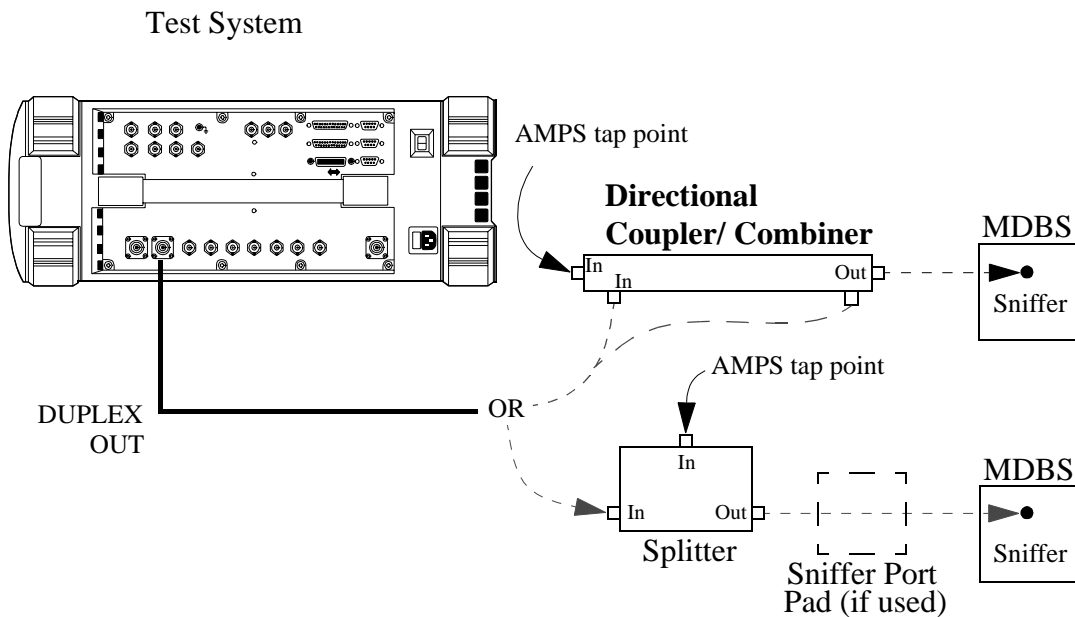 Test System
AMPS tap point
Directional
Coupler/ Combiner
In
In
Out
MDBS
Sniffer
AMPS tap point
DUPLEX
OUT
OR
In
In
Out
Splitter
Sniffer Port
Pad (if used)
MDBS
Sniffer